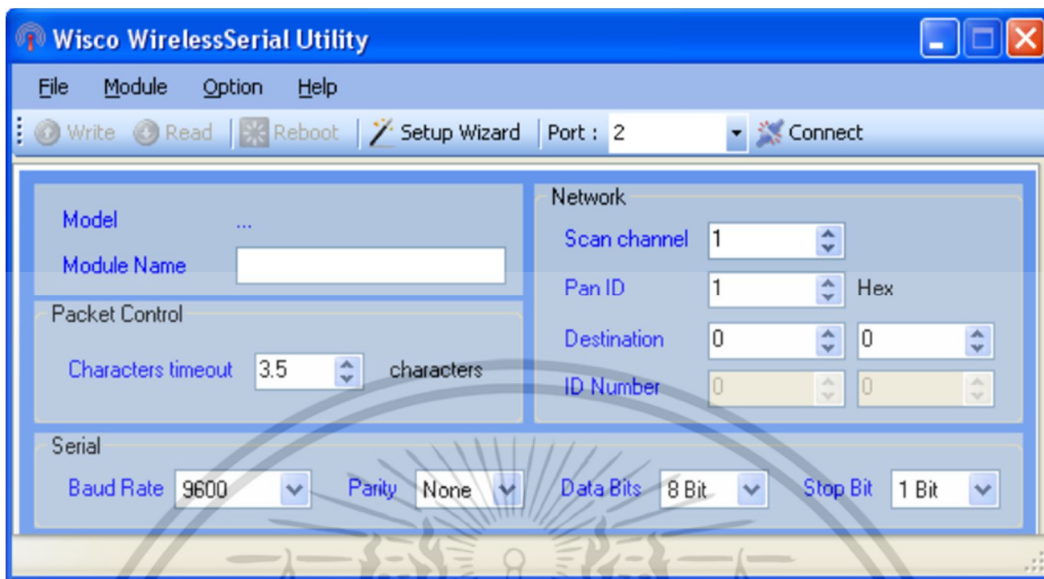 Wisco WirelessSerial Utility
File Module Option Help
Write Read Reboot Setup Wizard Port : 2 Connect
Model ...
Module Name
Packet Control
Characters timeout 3.5 characters
Network
Scan channel 1
Pan ID 1 Hex
Destination 0 0
ID Number 0 0
Serial
Baud Rate 9600 Parity None Data Bits 8 Bit Stop Bit 1 Bit